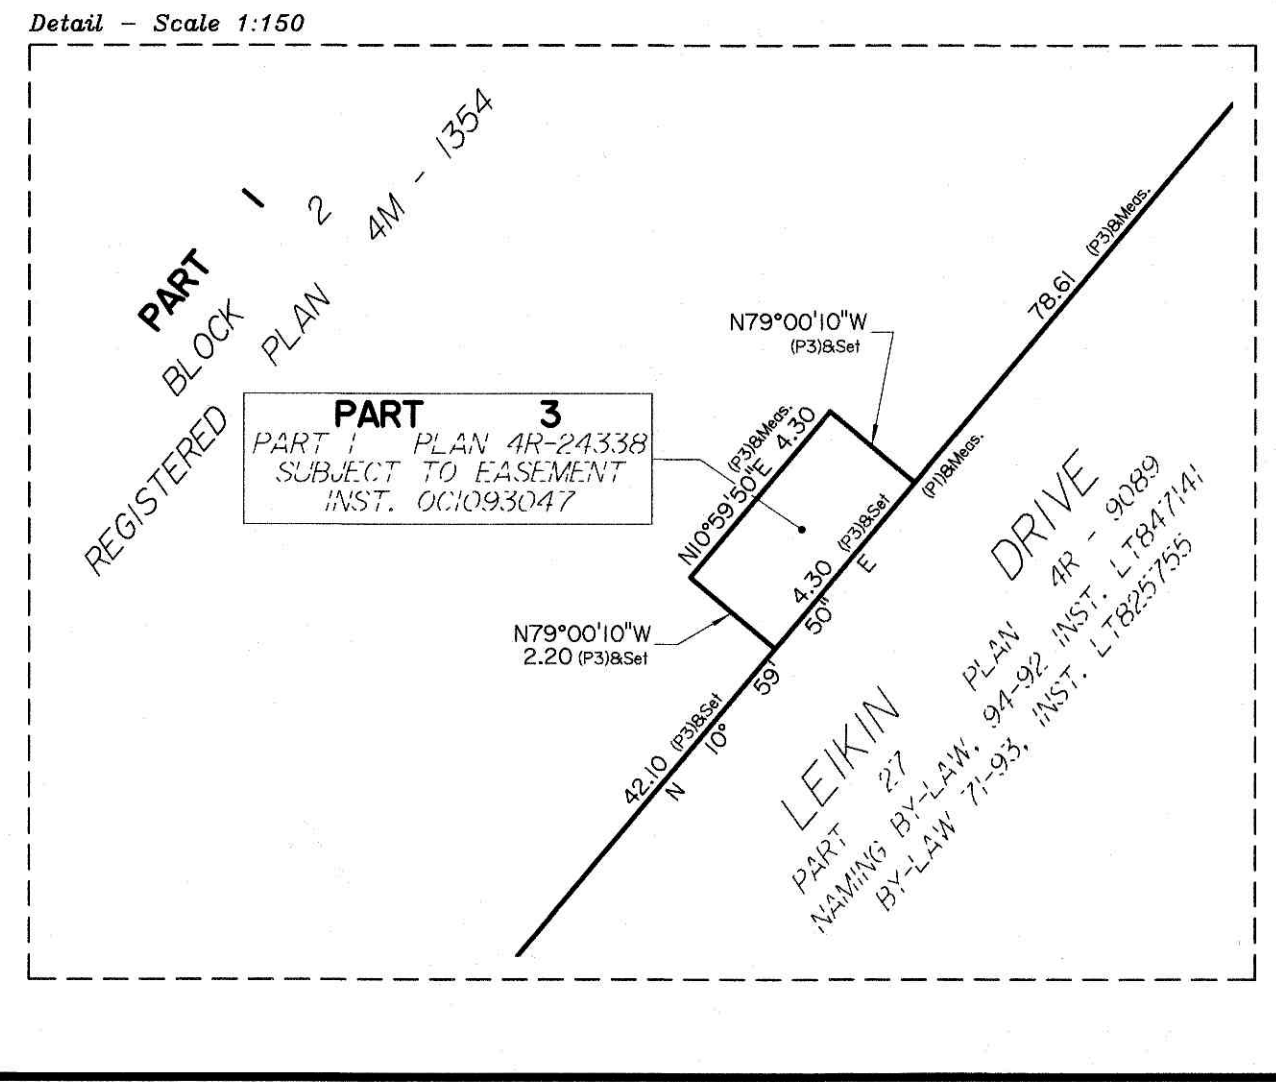 Detail - Scale 1:150
PART 1
BLOCK 2
REGISTERED PLAN 4M - 1354
PART 3
PART 1 PLAN 4R-24338
SUBJECT TO EASEMENT
INST. OC1093047
N79°00'10"W
(P3)&Set
78.61 (P3)&Meas.
(P3)&Meas.
N10°59'50"E 4.30
(P1)&Meas.
4.30 (P3)&Set
N79°00'10"W
2.20 (P3)&Set
42.10 (P3)&Set
N 10° 59' 50" E
LEIKIN DRIVE
PART 27 PLAN 4R - 9089
NAMING BY-LAW, 94-92 INST. LT847141
BY-LAW 71-93, INST. LT825755